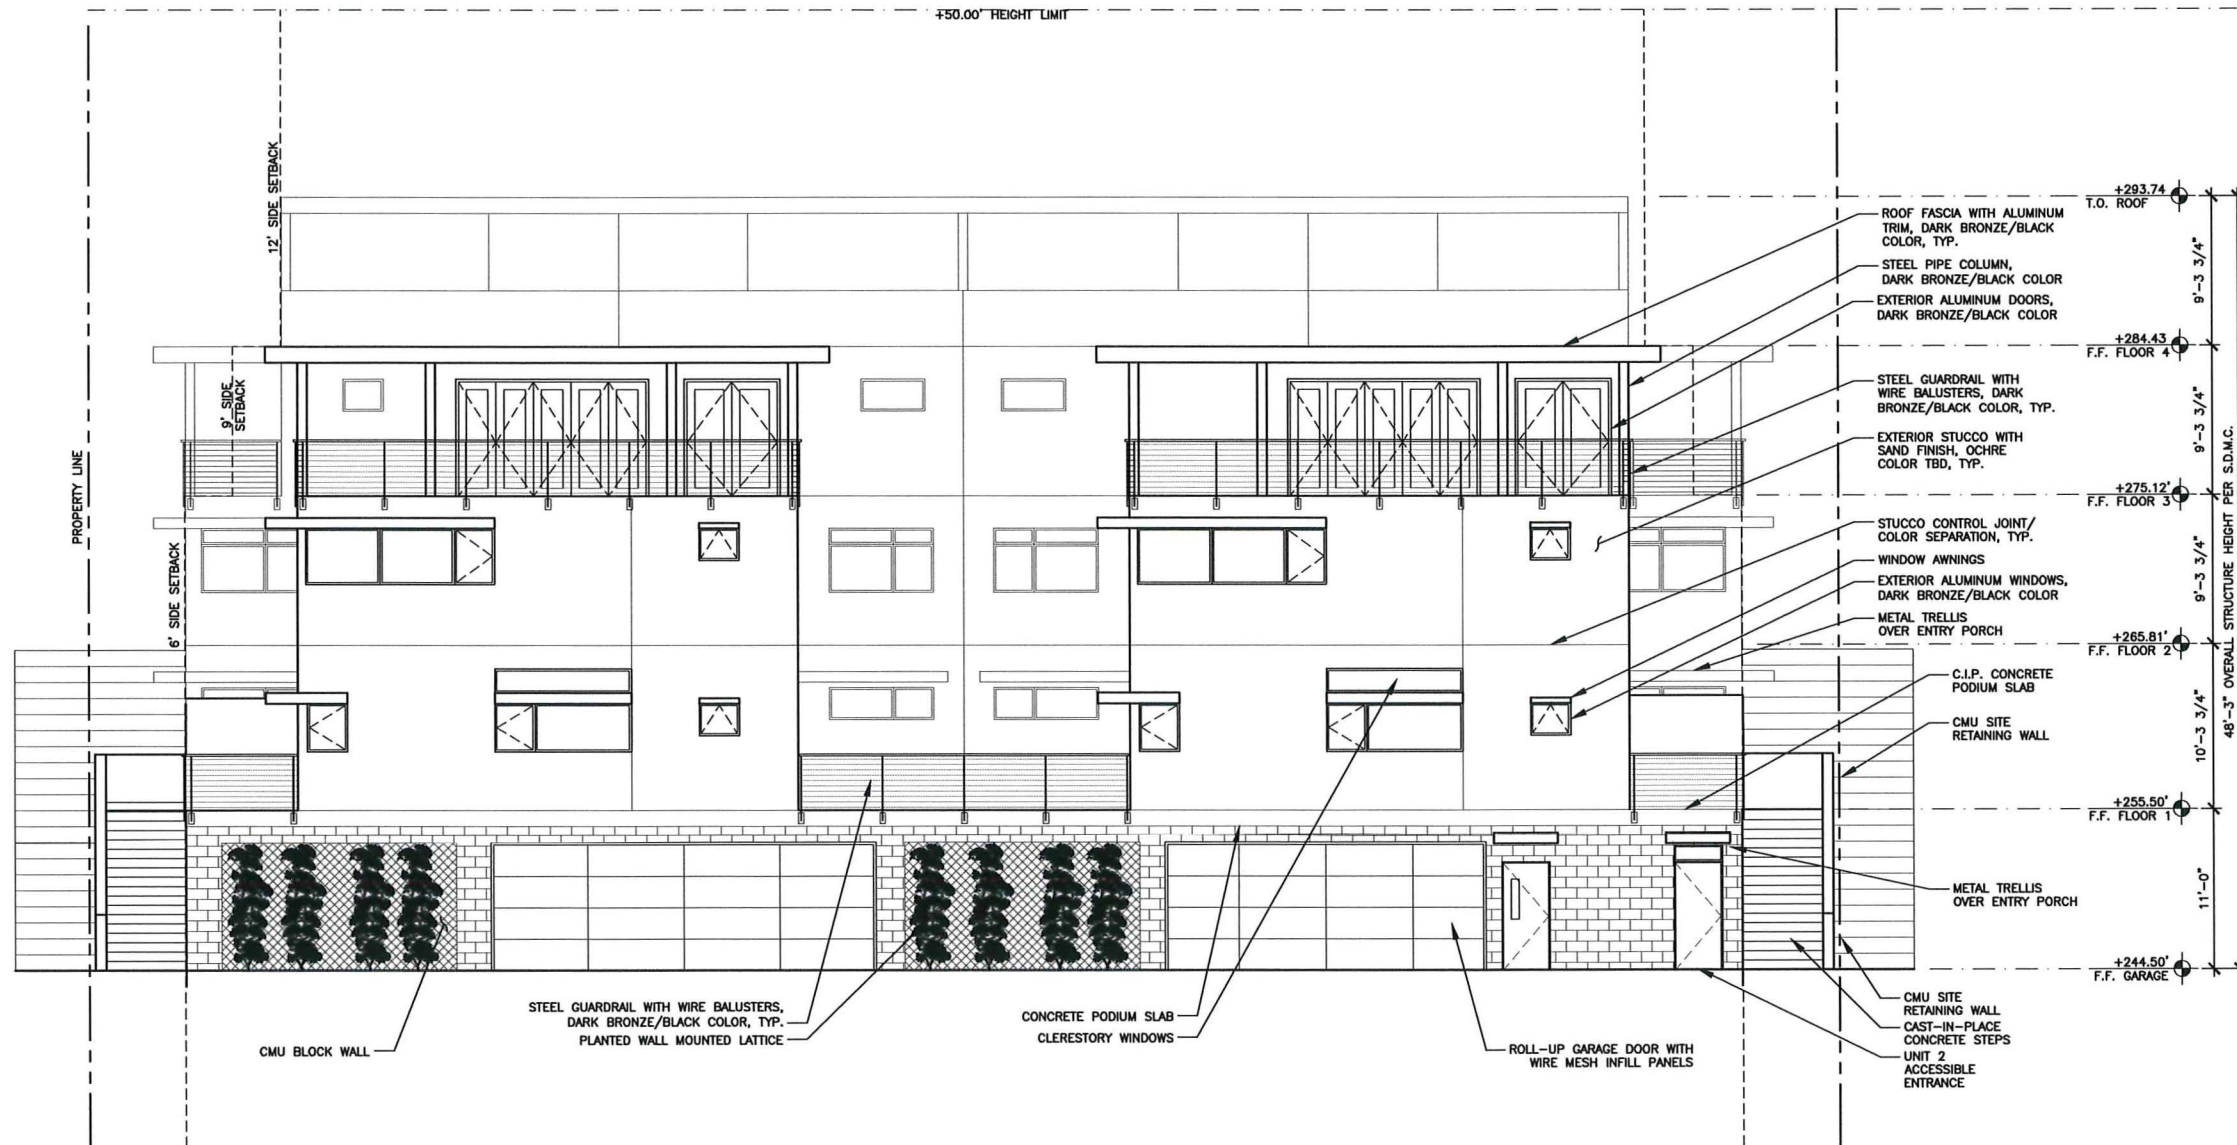 +50.00' HEIGHT LIMIT
12' SIDE SETBACK
9' SIDE
SETBACK
PROPERTY LINE
6' SIDE SETBACK
ROOF FASCIA WITH ALUMINUM
TRIM, DARK BRONZE/BLACK
COLOR, TYP.
STEEL PIPE COLUMN,
DARK BRONZE/BLACK COLOR
EXTERIOR ALUMINUM DOORS,
DARK BRONZE/BLACK COLOR
STEEL GUARDRAIL WITH
WIRE BALUSTERS, DARK
BRONZE/BLACK COLOR, TYP.
EXTERIOR STUCCO WITH
SAND FINISH, OCHRE
COLOR TBD, TYP.
STUCCO CONTROL JOINT/
COLOR SEPARATION, TYP.
WINDOW AWNINGS
EXTERIOR ALUMINUM WINDOWS,
DARK BRONZE/BLACK COLOR
METAL TRELLIS
OVER ENTRY PORCH
C.I.P. CONCRETE
PODIUM SLAB
CMU SITE
RETAINING WALL
METAL TRELLIS
OVER ENTRY PORCH
CMU SITE
RETAINING WALL
CAST-IN-PLACE
CONCRETE STEPS
UNIT 2
ACCESSIBLE
ENTRANCE
+293.74
T.O. ROOF
+284.43
F.F. FLOOR 4
+275.12'
F.F. FLOOR 3
+265.81'
F.F. FLOOR 2
+255.50'
F.F. FLOOR 1
+244.50'
F.F. GARAGE
9'-3 3/4"
9'-3 3/4"
9'-3 3/4"
10'-3 3/4"
11'-0"
48'-3" OVERALL STRUCTURE HEIGHT PER S.D.M.C.
STEEL GUARDRAIL WITH WIRE BALUSTERS,
DARK BRONZE/BLACK COLOR, TYP.
PLANTED WALL MOUNTED LATTICE
CMU BLOCK WALL
CONCRETE PODIUM SLAB
CLERESTORY WINDOWS
ROLL-UP GARAGE DOOR WITH
WIRE MESH INFILL PANELS